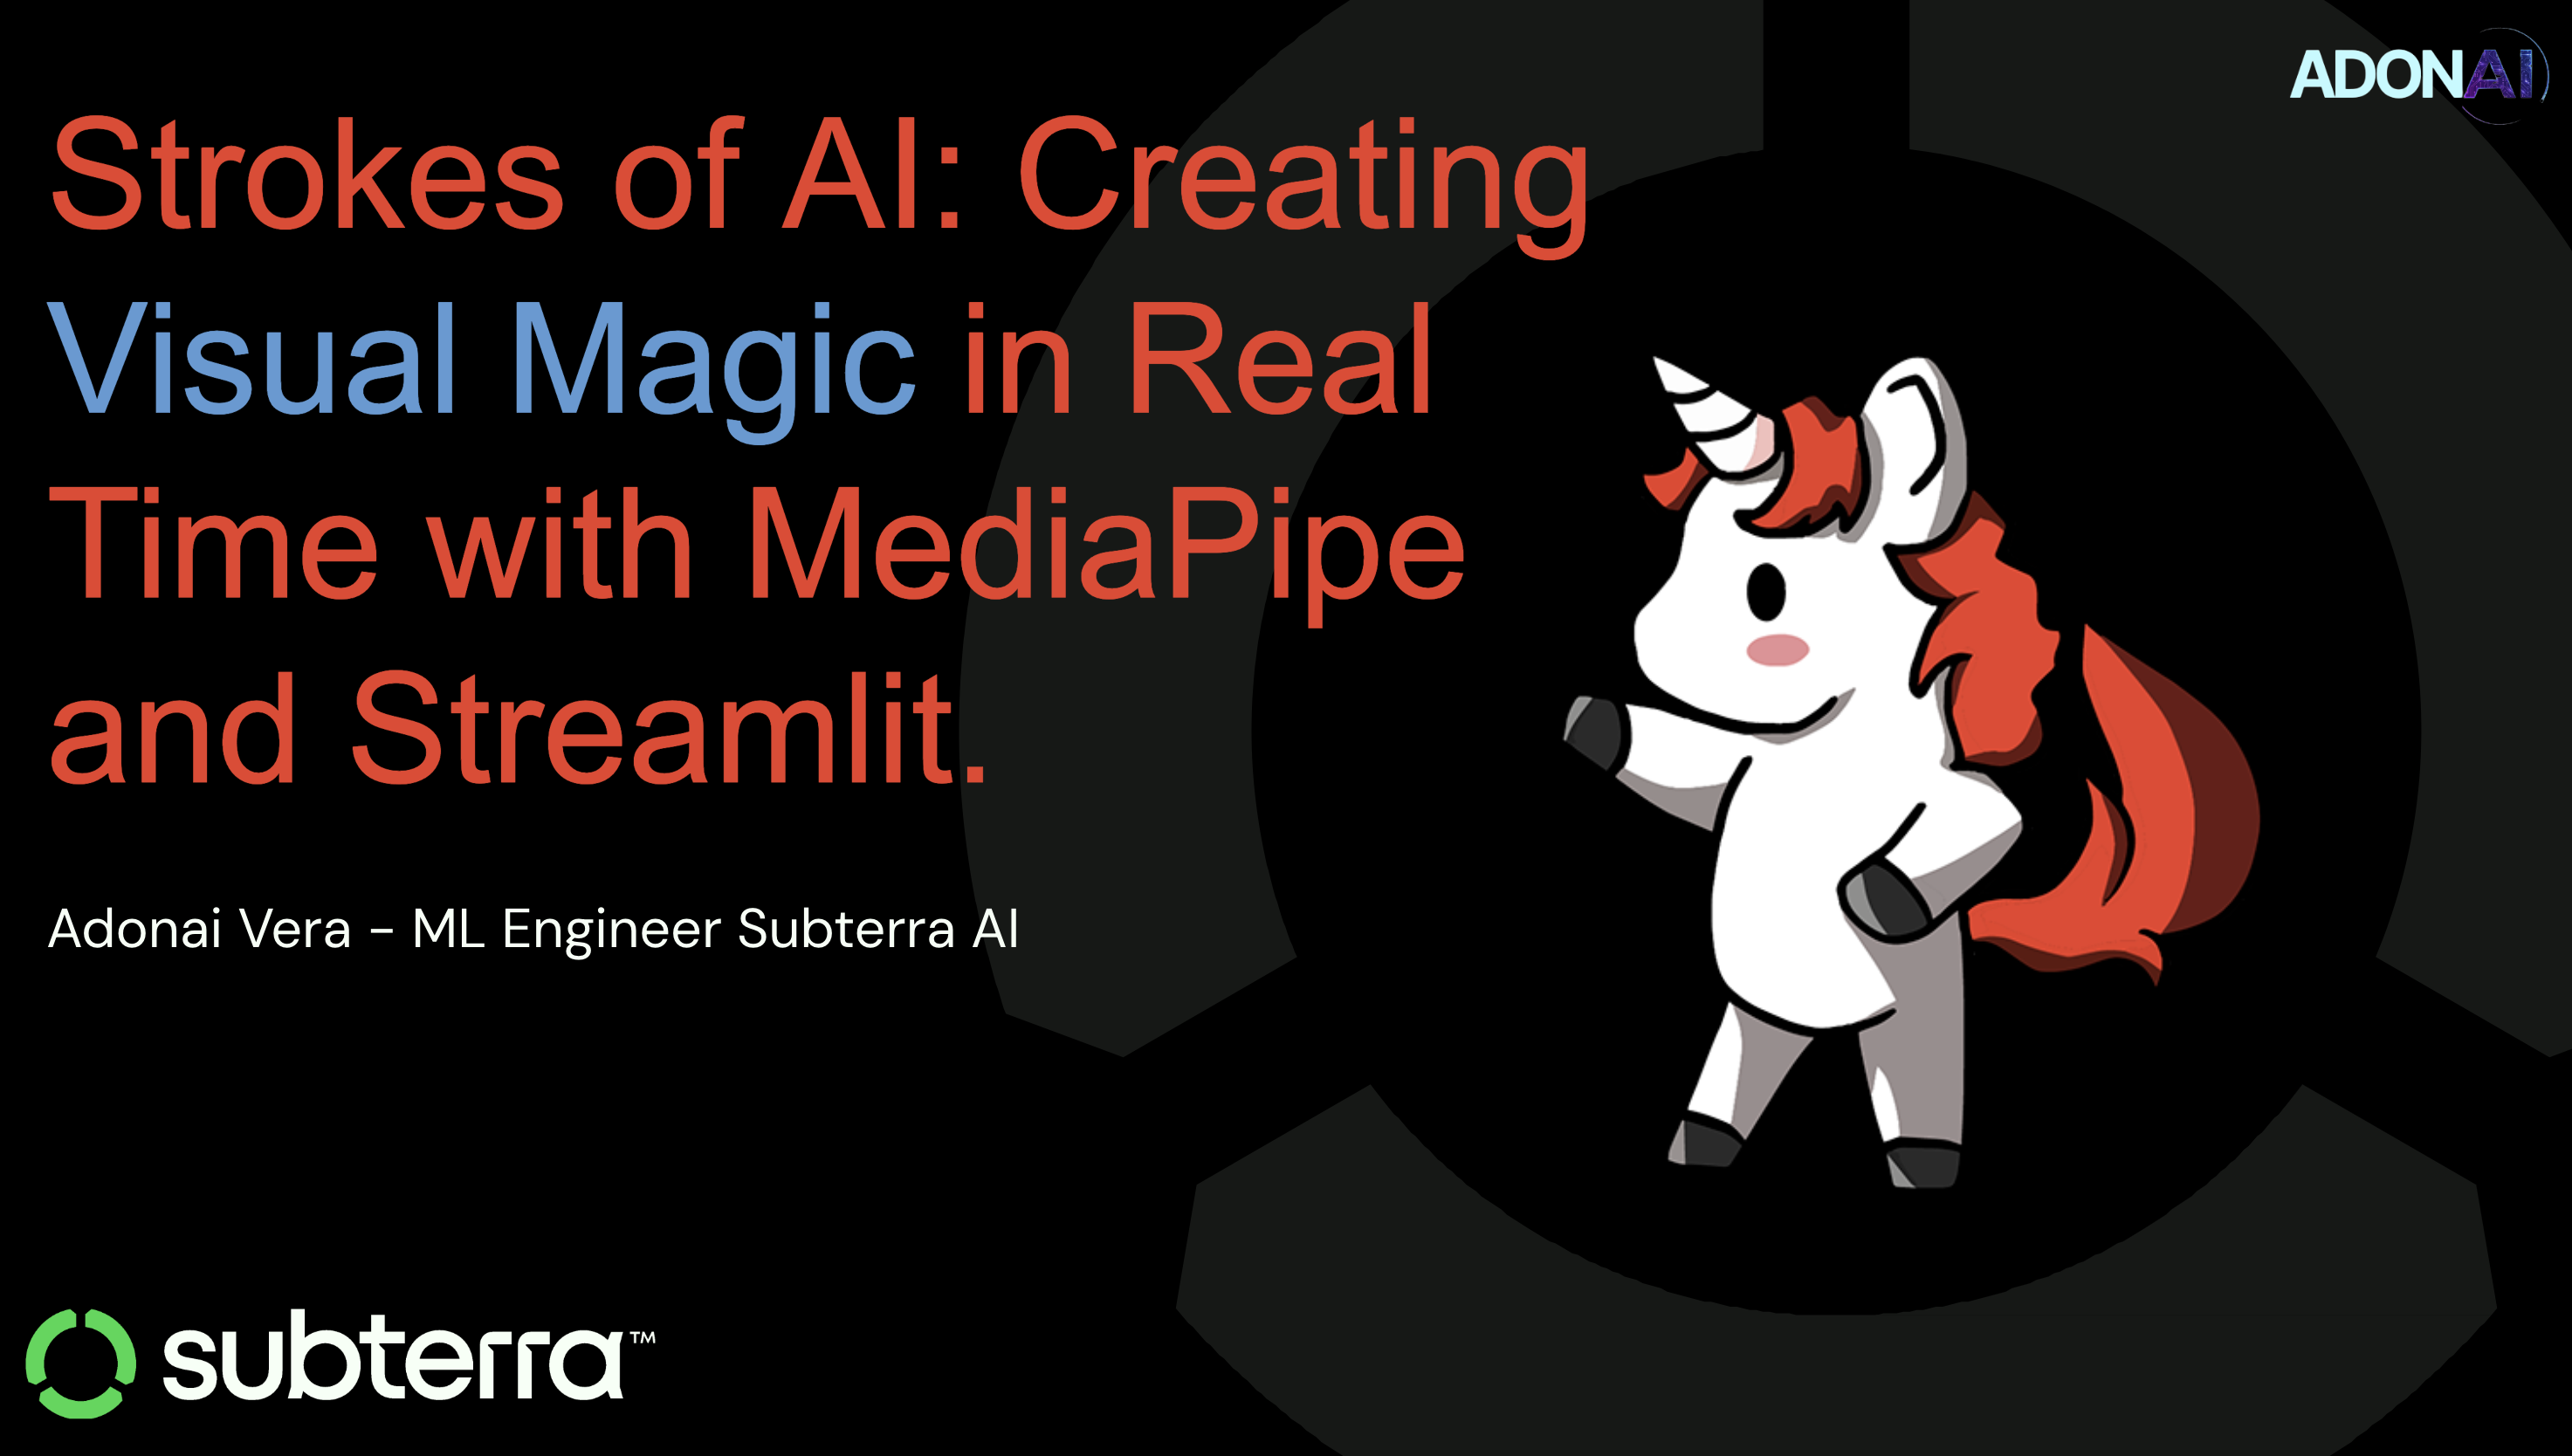 ADONAI
Strokes of AI: Creating
Visual Magic in Real
Time with MediaPipe
and Streamlit.
Adonai Vera - ML Engineer Subterra AI
subterra™